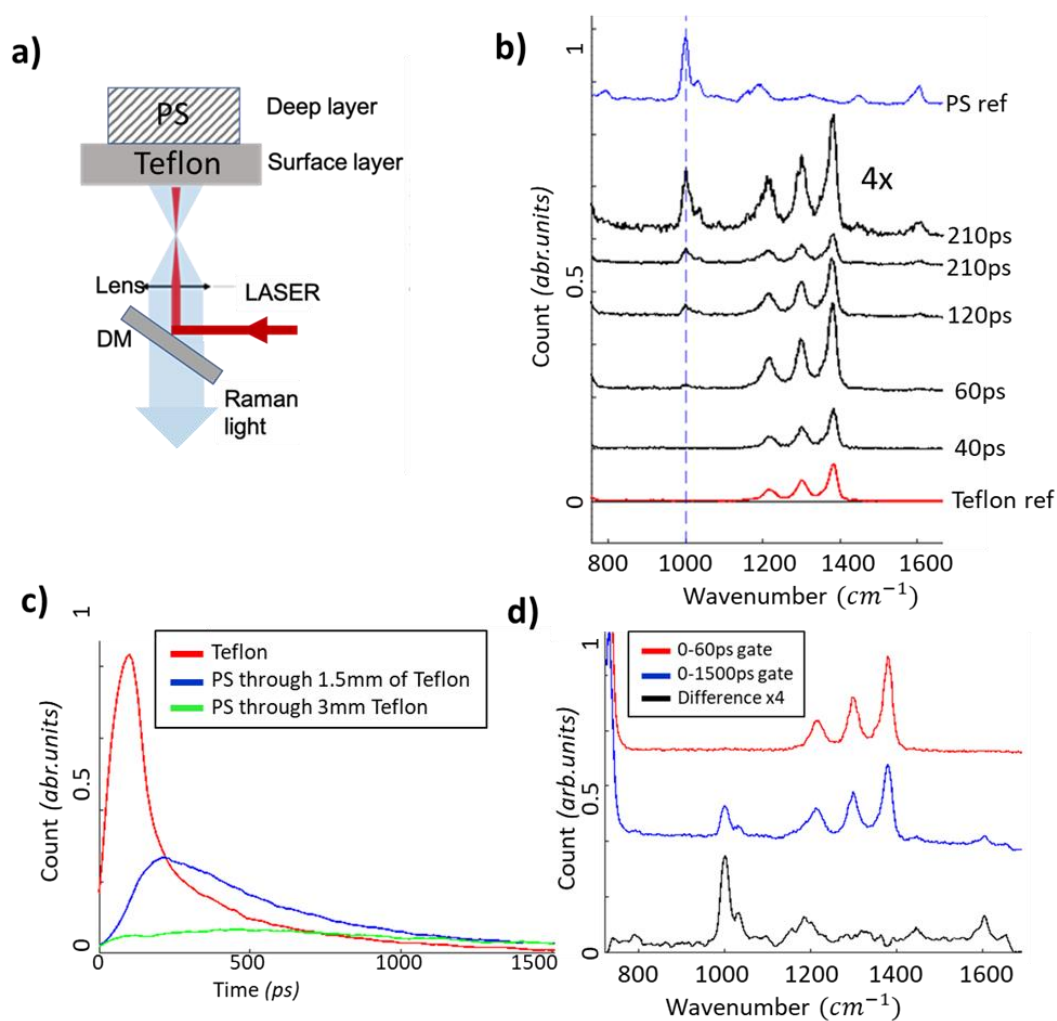 a)
PS
Deep layer
Teflon
Surface layer
Lens
LASER
DM
Raman
light
b)
1
0.5
0
Count (abr.units)
PS ref
4x
210ps
210ps
120ps
60ps
40ps
Teflon ref
800 1000 1200 1400 1600
Wavenumber (cm⁻¹)
c)
1
0.5
0
Count (abr.units)
Teflon
PS through 1.5mm of Teflon
PS through 3mm Teflon
0 500 1000 1500
Time (ps)
d)
1
0.5
0
Count (arb.units)
0-60ps gate
0-1500ps gate
Difference x4
800 1000 1200 1400 1600
Wavenumber (cm⁻¹)